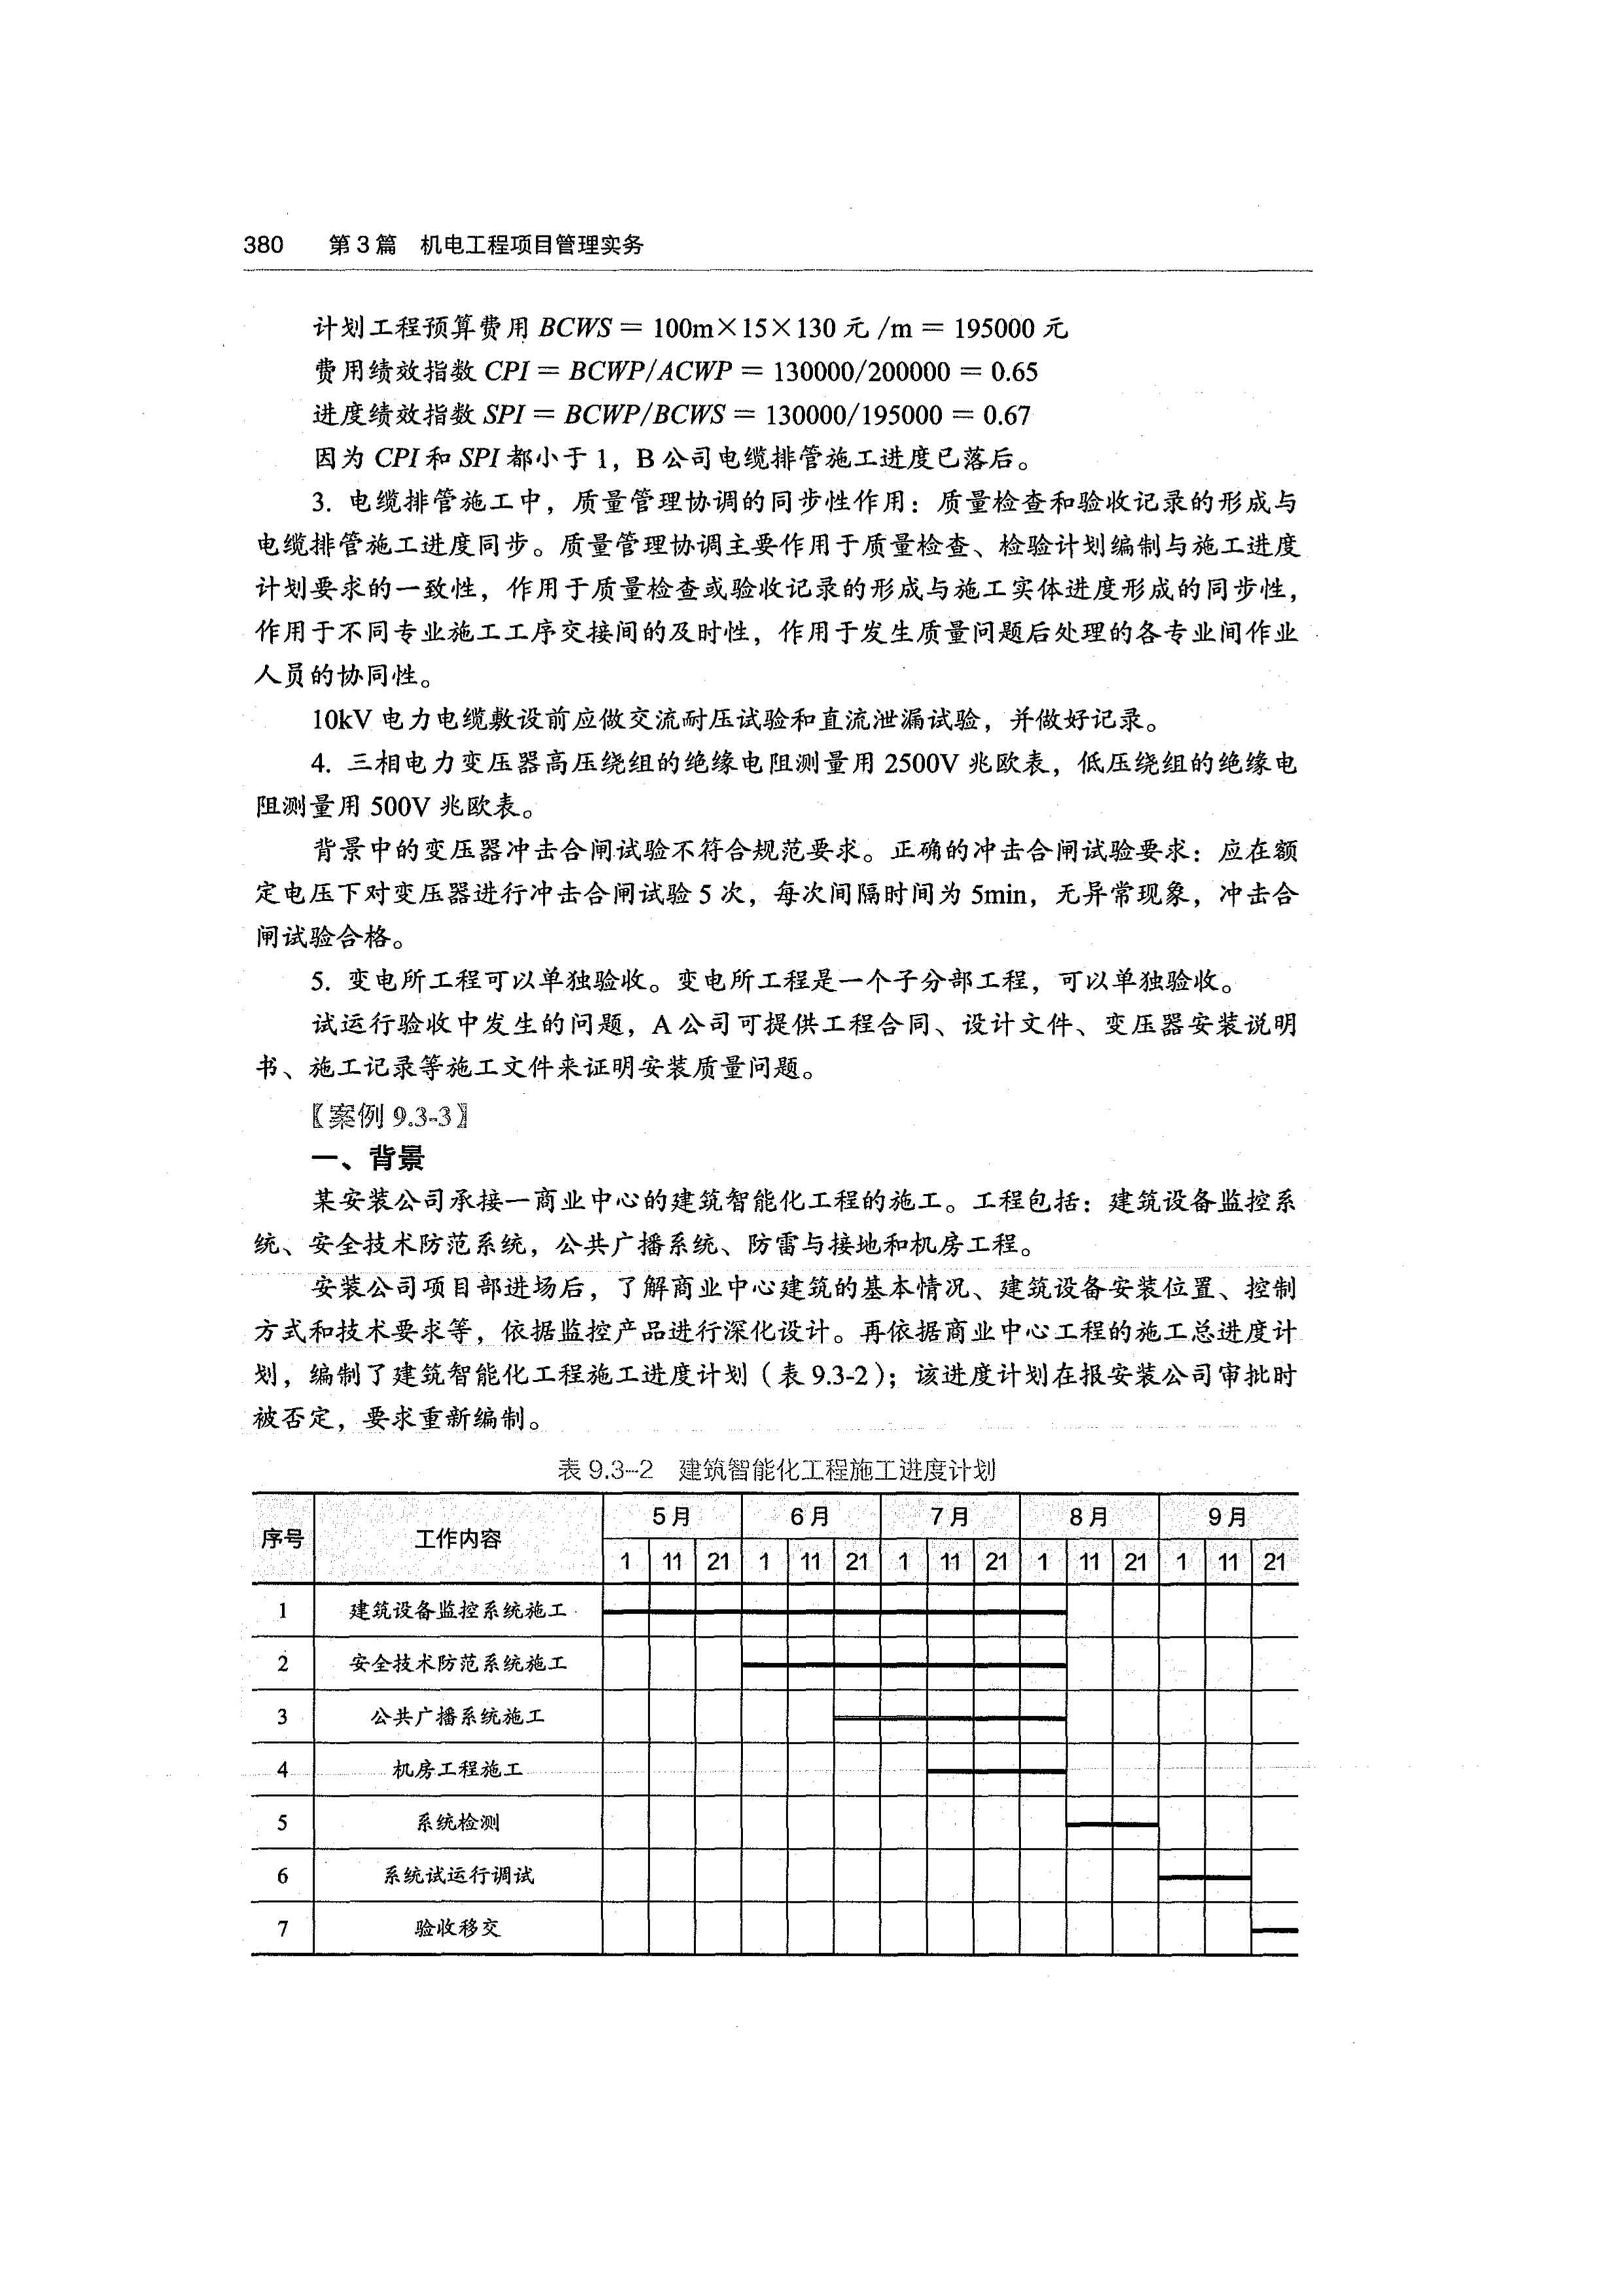 380 第3篇 机电工程项目管理实务
计划工程预算费用 BCWS = 100m×15×130 元 /m = 195000 元
费用绩效指数 CPI = BCWP/ACWP = 130000/200000 = 0.65
进度绩效指数 SPI = BCWP/BCWS = 130000/195000 = 0.67
因为 CPI 和 SPI 都小于 1，B 公司电缆排管施工进度已落后。
3. 电缆排管施工中，质量管理协调的同步性作用：质量检查和验收记录的形成与
电缆排管施工进度同步。质量管理协调主要作用于质量检查、检验计划编制与施工进度
计划要求的一致性，作用于质量检查或验收记录的形成与施工实体进度形成的同步性，
作用于不同专业施工工序交接间的及时性，作用于发生质量问题后处理的各专业间作业
人员的协同性。
10kV 电力电缆敷设前应做交流耐压试验和直流泄漏试验，并做好记录。
4. 三相电力变压器高压绕组的绝缘电阻测量用 2500V 兆欧表，低压绕组的绝缘电
阻测量用 500V 兆欧表。
背景中的变压器冲击合闸试验不符合规范要求。正确的冲击合闸试验要求：应在额
定电压下对变压器进行冲击合闸试验 5 次，每次间隔时间为 5min，无异常现象，冲击合
闸试验合格。
5. 变电所工程可以单独验收。变电所工程是一个子分部工程，可以单独验收。
试运行验收中发生的问题，A 公司可提供工程合同、设计文件、变压器安装说明
书、施工记录等施工文件来证明安装质量问题。
【案例 9.3-3】
一、背景
某安装公司承接一商业中心的建筑智能化工程的施工。工程包括：建筑设备监控系
统、安全技术防范系统，公共广播系统、防雷与接地和机房工程。
安装公司项目部进场后，了解商业中心建筑的基本情况、建筑设备安装位置、控制
方式和技术要求等，依据监控产品进行深化设计。再依据商业中心工程的施工总进度计
划，编制了建筑智能化工程施工进度计划（表 9.3-2）；该进度计划在报安装公司审批时
被否定，要求重新编制。
表 9.3-2 建筑智能化工程施工进度计划
序号 工作内容 5月 6月 7月 8月 9月
1 11 21 1 11 21 1 11 21 1 11 21 1 11 21
1 建筑设备监控系统施工
2 安全技术防范系统施工
3 公共广播系统施工
4 机房工程施工
5 系统检测
6 系统试运行调试
7 验收移交